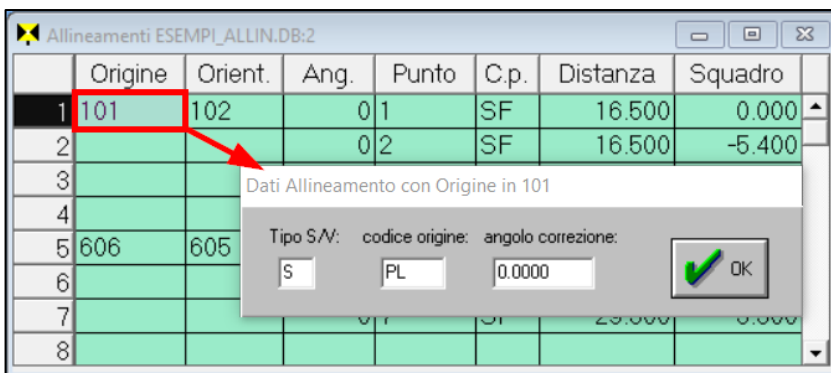 Allineamenti ESEMPI_ALLIN.DB:2
Origine Orient. Ang. Punto C.p. Distanza Squadro
1 101 102 0 1 SF 16.500 0.000
2 0 2 SF 16.500 -5.400
3
Dati Allineamento con Origine in 101
4
Tipo S/V: codice origine: angolo correzione:
5 606 605
S PL 0.0000 OK
6
7
8